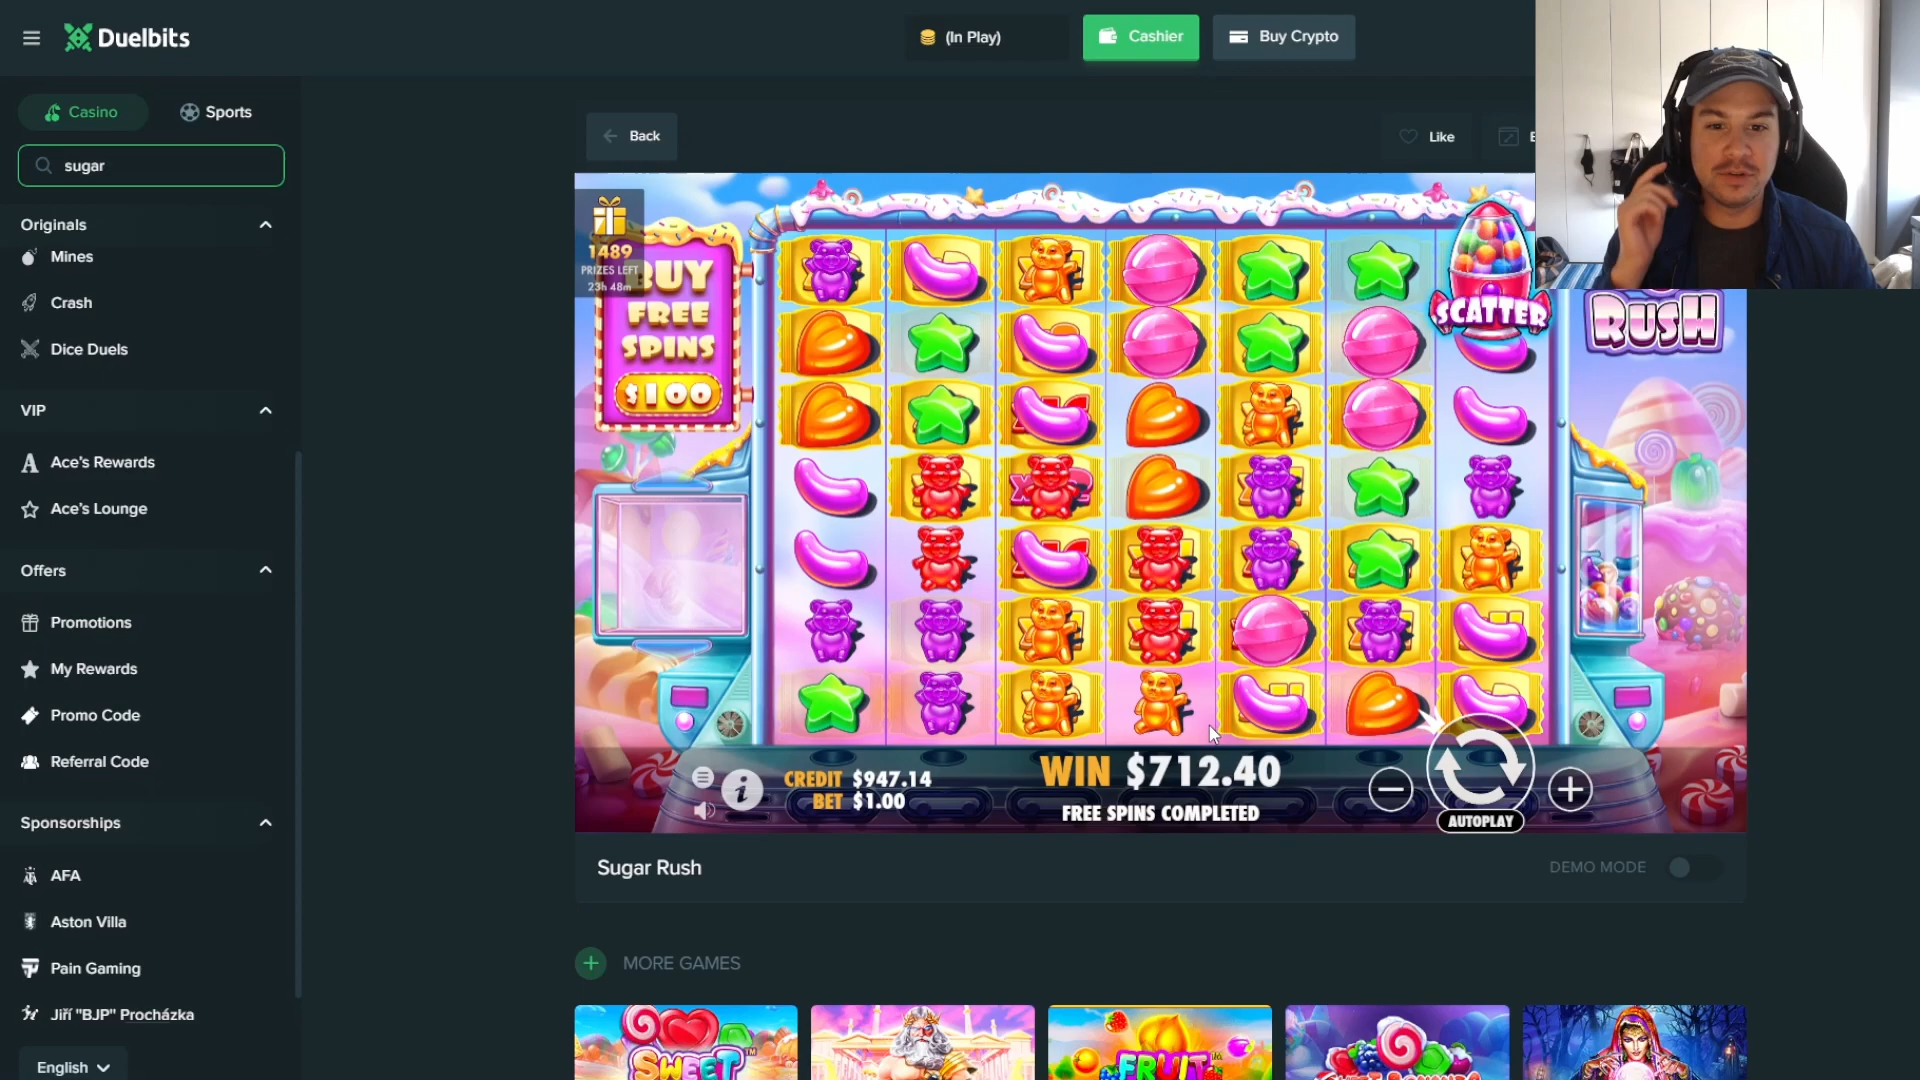 Duelbits
(In Play)
Cashier
Buy Crypto
Casino
Sports
sugar
Originals
Mines
Crash
Dice Duels
VIP
Ace's Rewards
Ace's Lounge
Offers
Promotions
My Rewards
Promo Code
Referral Code
Sponsorships
AFA
Aston Villa
Pain Gaming
Jiří "BJP" Procházka
English
Back
Like
1489
PRIZES LEFT
23h 48m
BUY
FREE
SPINS
$100
SCATTER
RUSH
CREDIT $947.14
BET $1.00
WIN $712.40
FREE SPINS COMPLETED
AUTOPLAY
Sugar Rush
DEMO MODE
MORE GAMES
SWEET
FRUIT